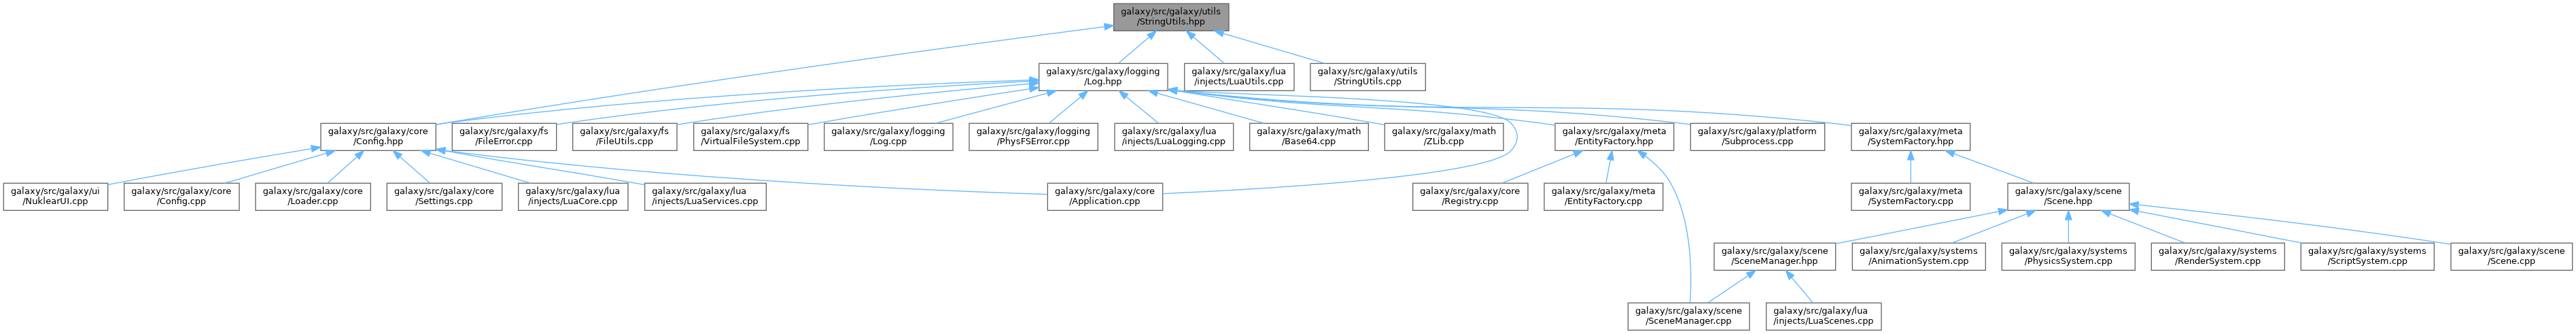 galaxy/src/galaxy/utils
/StringUtils.hpp
galaxy/src/galaxy/logging
/Log.hpp
galaxy/src/galaxy/lua
/injects/LuaUtils.cpp
galaxy/src/galaxy/utils
/StringUtils.cpp
galaxy/src/galaxy/core
/Config.hpp
galaxy/src/galaxy/fs
/FileError.cpp
galaxy/src/galaxy/fs
/FileUtils.cpp
galaxy/src/galaxy/fs
/VirtualFileSystem.cpp
galaxy/src/galaxy/logging
/Log.cpp
galaxy/src/galaxy/logging
/PhysFSError.cpp
galaxy/src/galaxy/lua
/injects/LuaLogging.cpp
galaxy/src/galaxy/math
/Base64.cpp
galaxy/src/galaxy/math
/ZLib.cpp
galaxy/src/galaxy/meta
/EntityFactory.hpp
galaxy/src/galaxy/platform
/Subprocess.cpp
galaxy/src/galaxy/meta
/SystemFactory.hpp
galaxy/src/galaxy/ui
/NuklearUI.cpp
galaxy/src/galaxy/core
/Config.cpp
galaxy/src/galaxy/core
/Loader.cpp
galaxy/src/galaxy/core
/Settings.cpp
galaxy/src/galaxy/lua
/injects/LuaCore.cpp
galaxy/src/galaxy/lua
/injects/LuaServices.cpp
galaxy/src/galaxy/core
/Application.cpp
galaxy/src/galaxy/core
/Registry.cpp
galaxy/src/galaxy/meta
/EntityFactory.cpp
galaxy/src/galaxy/meta
/SystemFactory.cpp
galaxy/src/galaxy/scene
/Scene.hpp
galaxy/src/galaxy/scene
/SceneManager.hpp
galaxy/src/galaxy/systems
/AnimationSystem.cpp
galaxy/src/galaxy/systems
/PhysicsSystem.cpp
galaxy/src/galaxy/systems
/RenderSystem.cpp
galaxy/src/galaxy/systems
/ScriptSystem.cpp
galaxy/src/galaxy/scene
/Scene.cpp
galaxy/src/galaxy/scene
/SceneManager.cpp
galaxy/src/galaxy/lua
/injects/LuaScenes.cpp